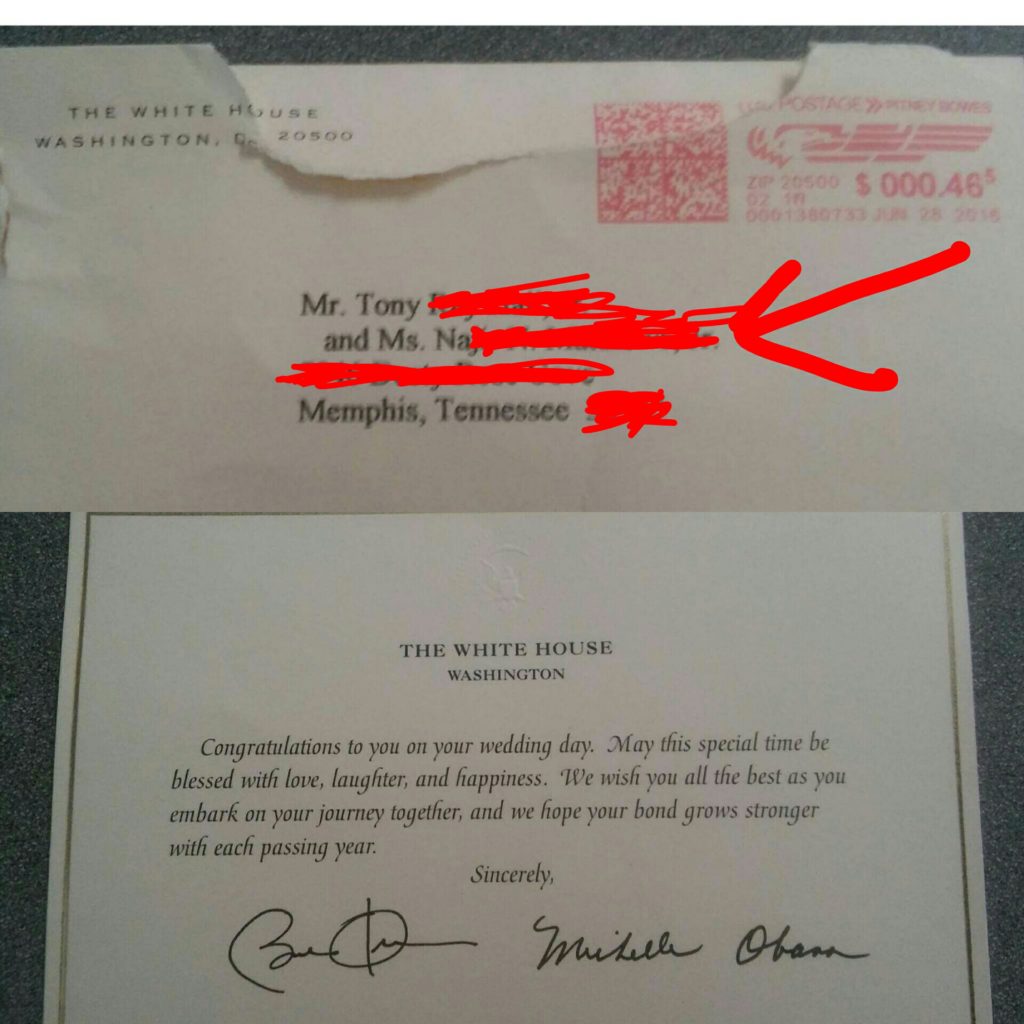 THE WHITE HOUSE
WASHINGTON, DC 20500
POSTAGE PITNEY BOWES
ZIP 20500 $ 000.46⁵
02 1W
0001380733 JUN 28 2016
Mr. Tony
and Ms.
Memphis, Tennessee
THE WHITE HOUSE
WASHINGTON
Congratulations to you on your wedding day. May this special time be
blessed with love, laughter, and happiness. We wish you all the best as you
embark on your journey together, and we hope your bond grows stronger
with each passing year.
Sincerely,
Michelle Obama